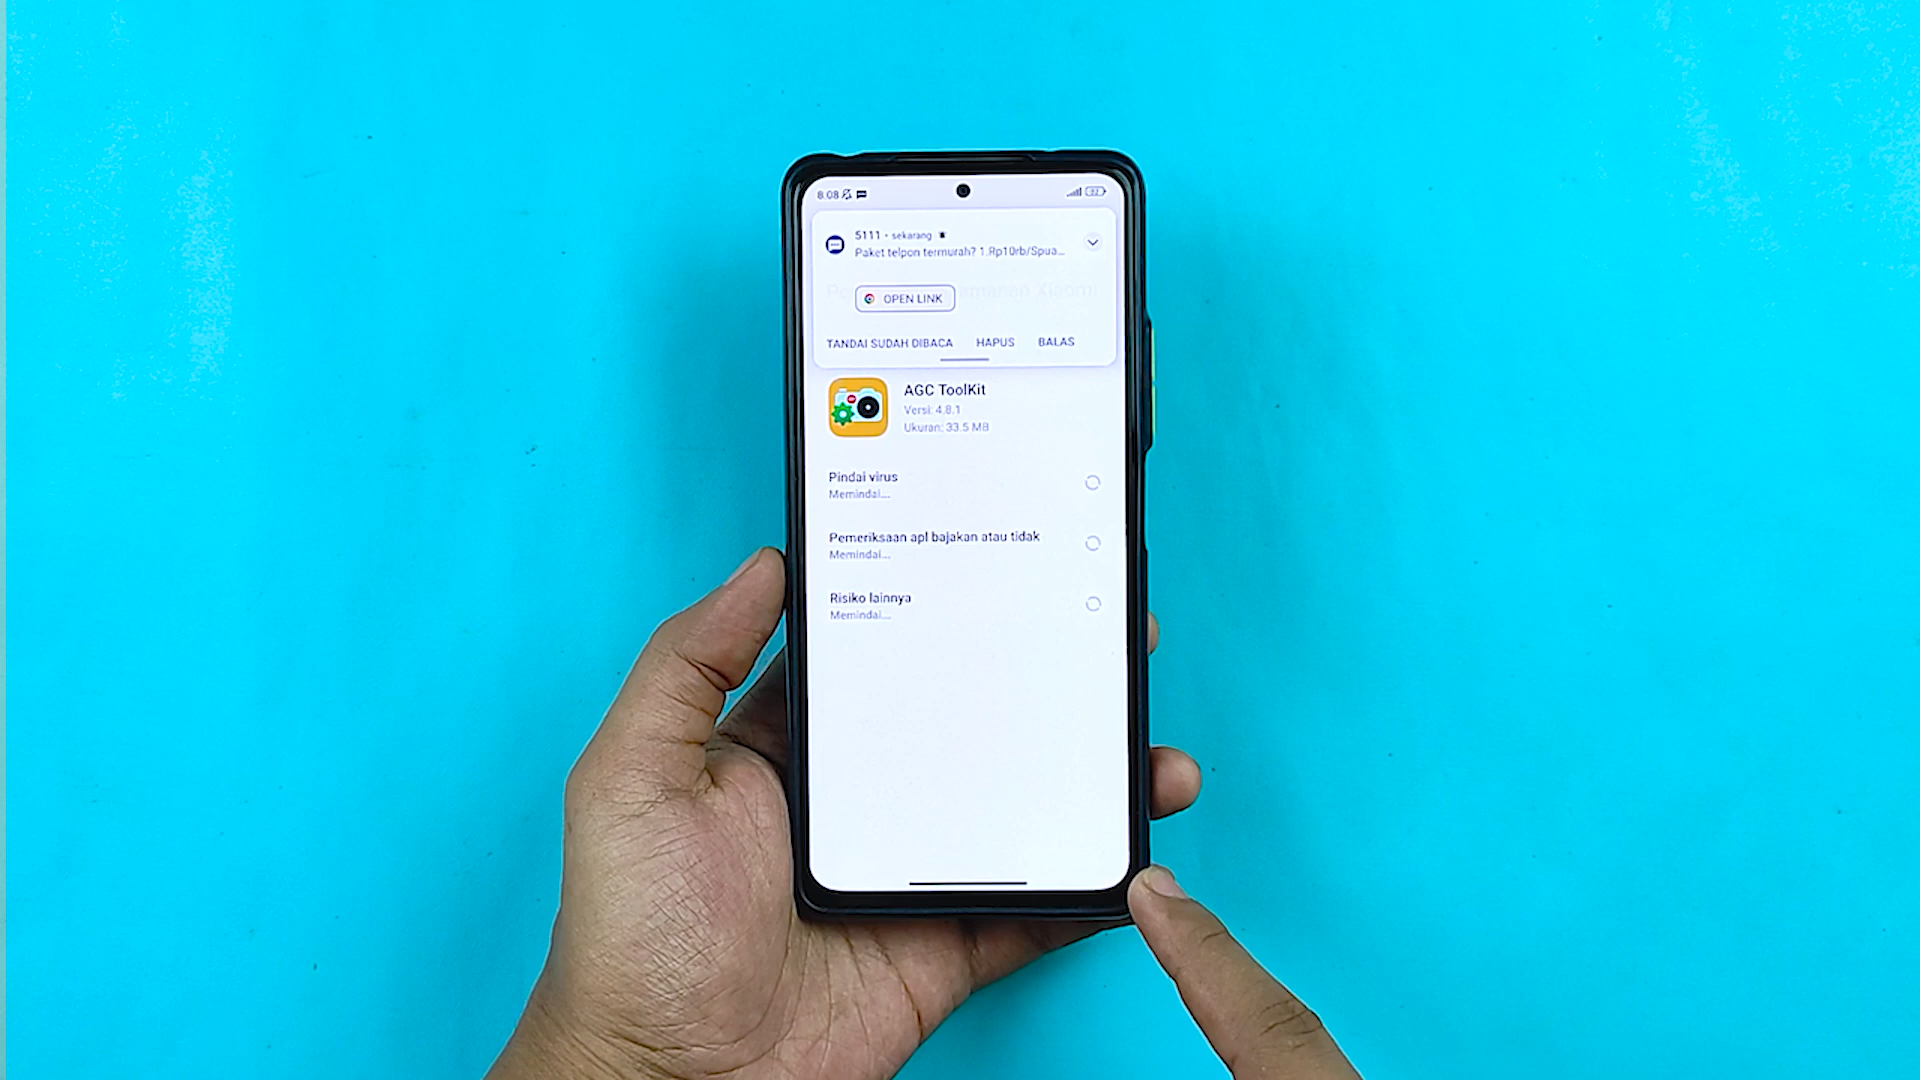 8.08
5111 • sekarang
Paket telpon termurah? 1.Rp10rb/Spua...
OPEN LINK
TANDAI SUDAH DIBACA HAPUS BALAS
AGC ToolKit
Versi: 4.8.1
Ukuran: 33.5 MB
Pindai virus
Memindai...
Pemeriksaan apl bajakan atau tidak
Memindai...
Risiko lainnya
Memindai...